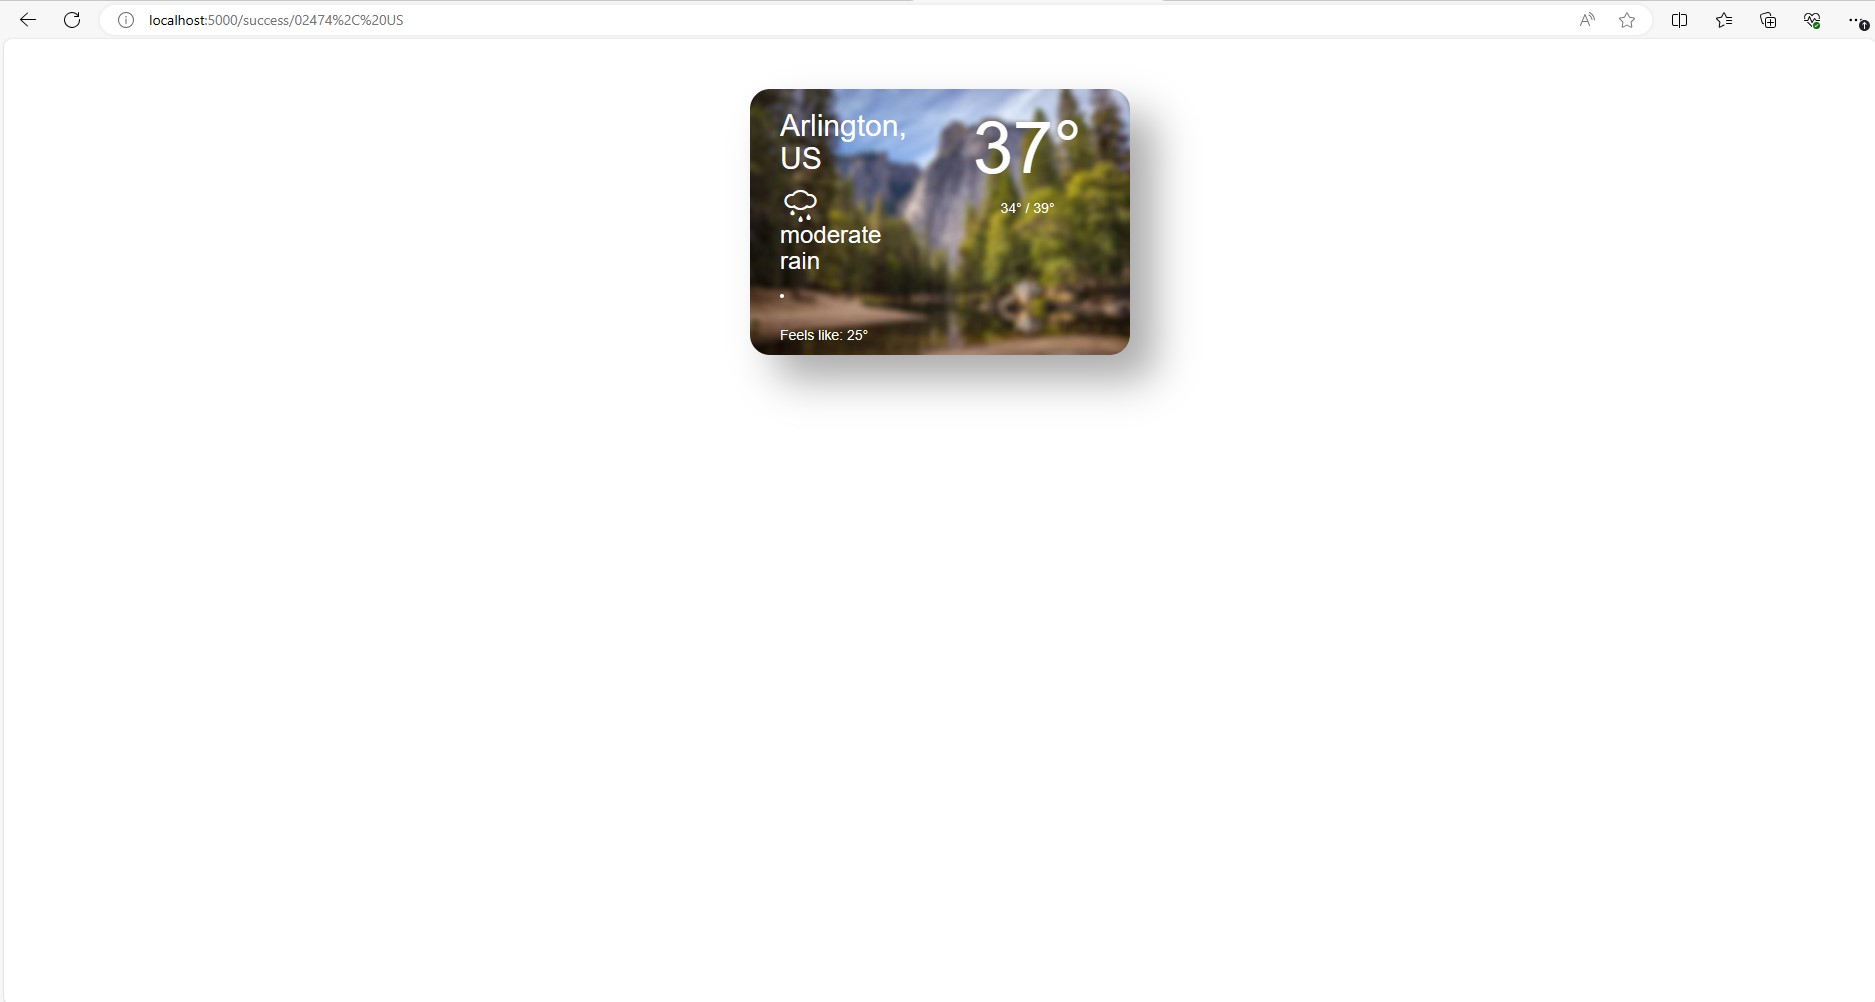 localhost:5000/success/02474%2C%20US
Arlington,
US
37°
34° / 39°
moderate
rain
.
Feels like: 25°